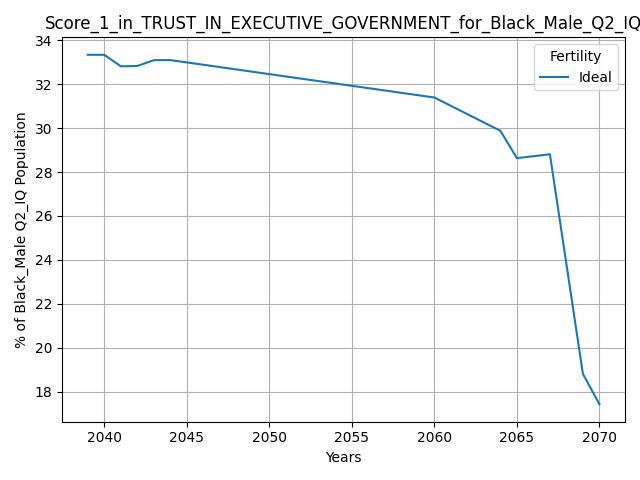 Score_1_in_TRUST_IN_EXECUTIVE_GOVERNMENT_for_Black_Male_Q2_IQ
34
32
30
28
26
24
22
20
18
% of Black_Male Q2_IQ Population
Fertility
Ideal
2040 2045 2050 2055 2060 2065 2070
Years